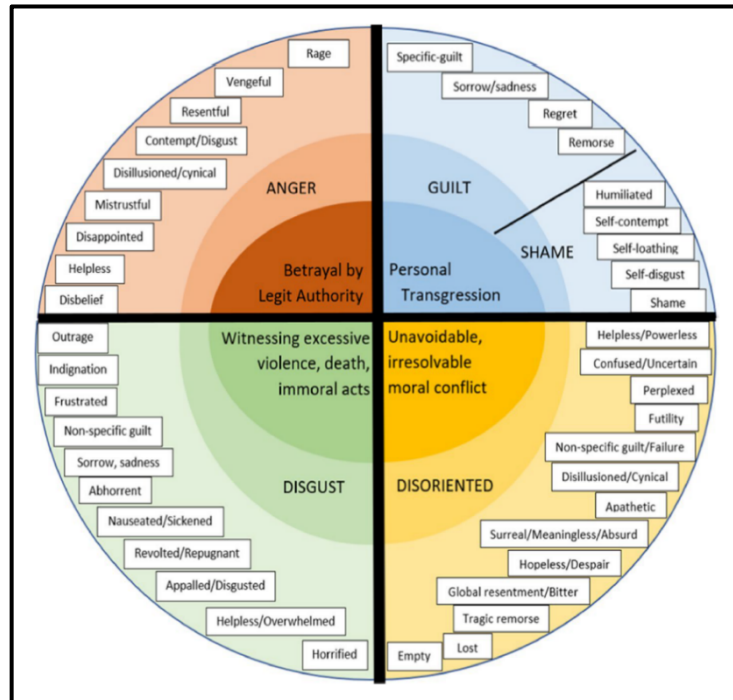 Rage
Vengeful
Resentful
Contempt/Disgust
Disillusioned/cynical
Mistrustful
Disappointed
Helpless
Disbelief
ANGER
Betrayal by
Legit Authority
Specific-guilt
Sorrow/sadness
Regret
Remorse
GUILT
Humiliated
Self-contempt
Self-loathing
Self-disgust
Shame
SHAME
Personal
Transgression
Outrage
Indignation
Frustrated
Non-specific guilt
Sorrow, sadness
Abhorrent
Nauseated/Sickened
Revolted/Repugnant
Appalled/Disgusted
Helpless/Overwhelmed
Horrified
Witnessing excessive
violence, death,
immoral acts
DISGUST
Unavoidable,
irresolvable
moral conflict
DISORIENTED
Helpless/Powerless
Confused/Uncertain
Perplexed
Futility
Non-specific guilt/Failure
Disillusioned/Cynical
Apathetic
Surreal/Meaningless/Absurd
Hopeless/Despair
Global resentment/Bitter
Tragic remorse
Lost
Empty